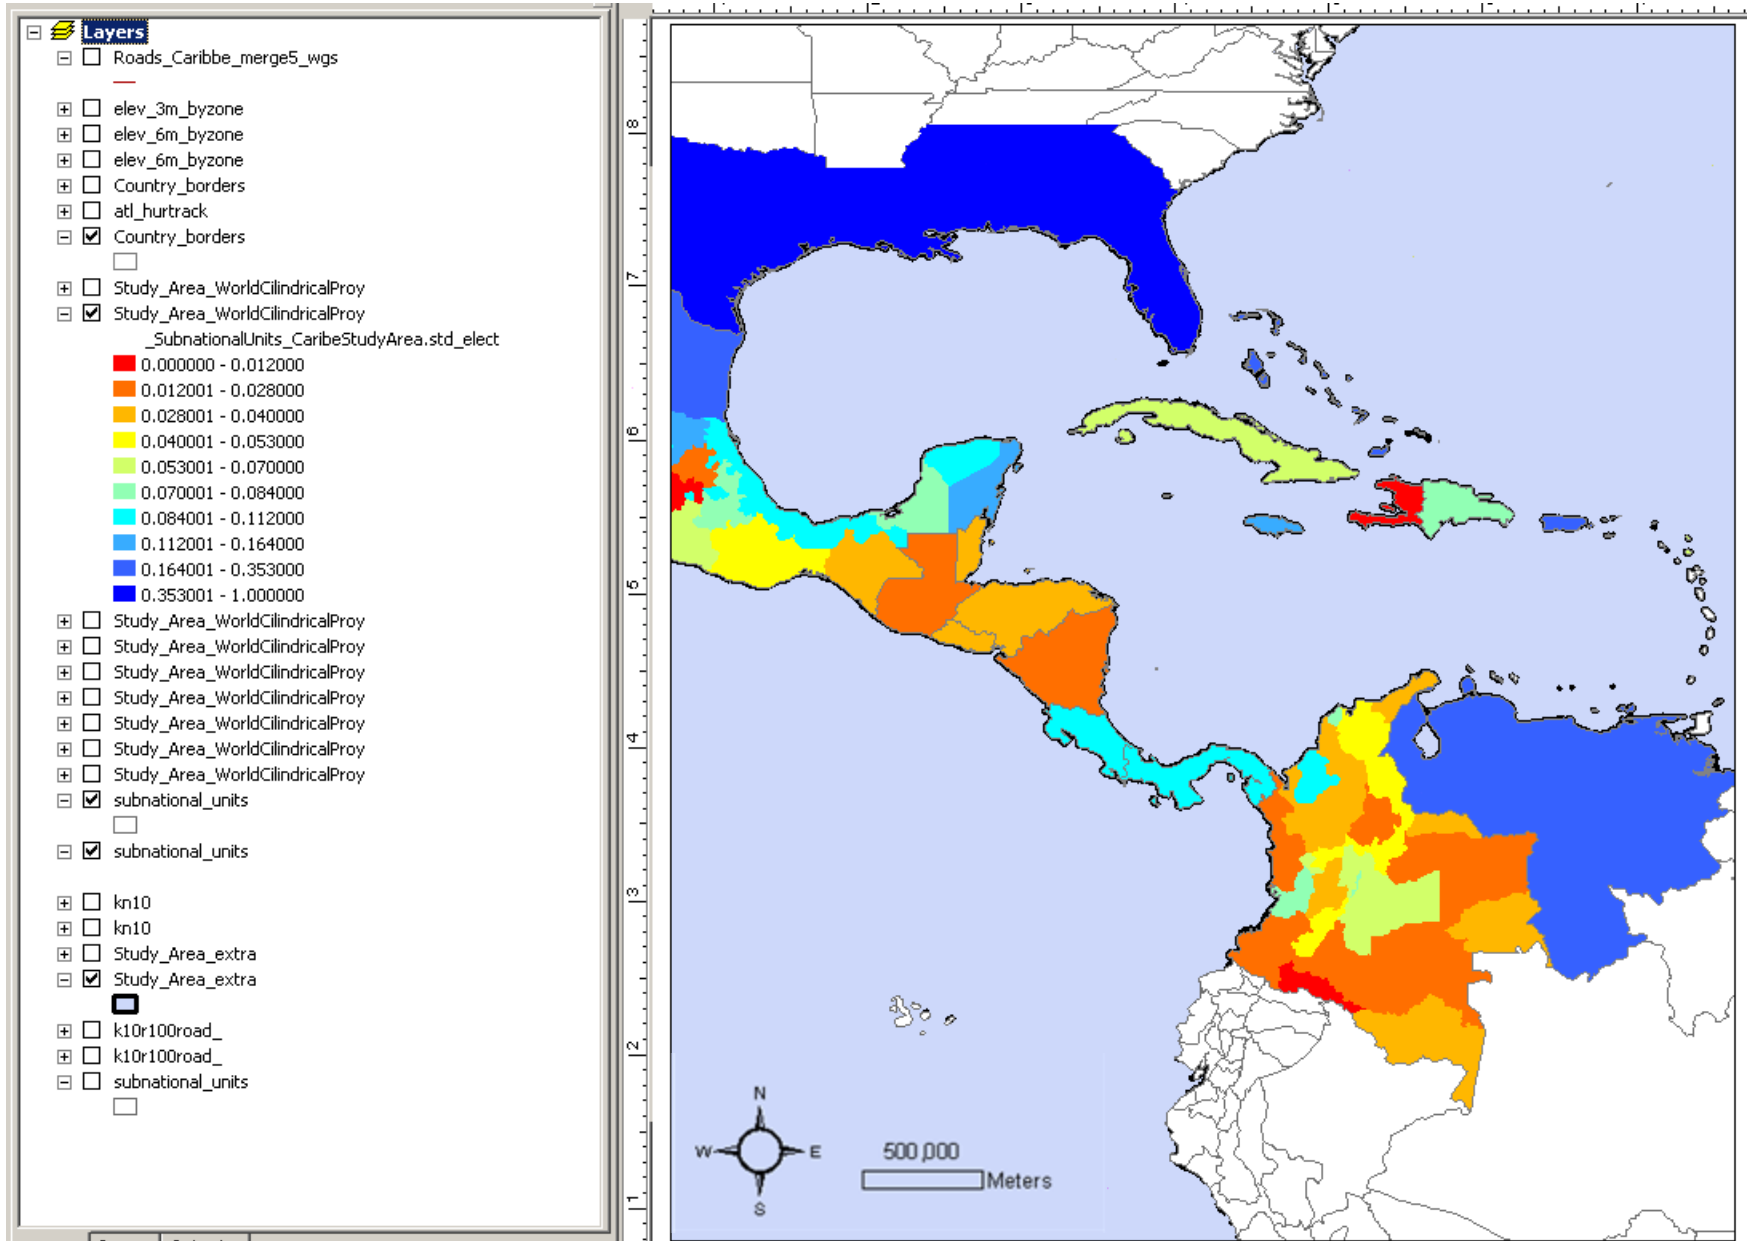 Layers
Roads_Caribbe_merge5_wgs
elev_3m_byzone
elev_6m_byzone
elev_6m_byzone
Country_borders
atl_hurtrack
Country_borders
Study_Area_WorldCilindricalProy
Study_Area_WorldCilindricalProy
_SubnationalUnits_CaribeStudyArea.std_elect
0.000000 - 0.012000
0.012001 - 0.028000
0.028001 - 0.040000
0.040001 - 0.053000
0.053001 - 0.070000
0.070001 - 0.084000
0.084001 - 0.112000
0.112001 - 0.164000
0.164001 - 0.353000
0.353001 - 1.000000
Study_Area_WorldCilindricalProy
Study_Area_WorldCilindricalProy
Study_Area_WorldCilindricalProy
Study_Area_WorldCilindricalProy
Study_Area_WorldCilindricalProy
Study_Area_WorldCilindricalProy
Study_Area_WorldCilindricalProy
subnational_units
subnational_units
kn10
kn10
Study_Area_extra
Study_Area_extra
k10r100road_
k10r100road_
subnational_units
8
7
6
5
4
3
2
1
N
W
E
S
500,000
Meters